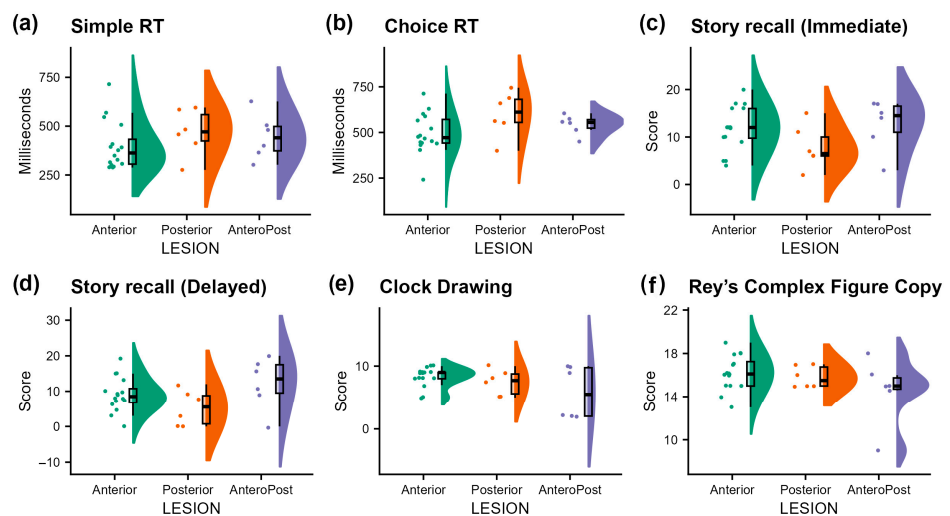 (a) Simple RT
Milliseconds
750
500
250
Anterior Posterior AnteroPost
LESION
(b) Choice RT
Milliseconds
750
500
250
Anterior Posterior AnteroPost
LESION
(c) Story recall (Immediate)
Score
20
10
0
Anterior Posterior AnteroPost
LESION
(d) Story recall (Delayed)
Score
30
20
10
0
–10
Anterior Posterior AnteroPost
LESION
(e) Clock Drawing
Score
10
0
Anterior Posterior AnteroPost
LESION
(f) Rey's Complex Figure Copy
Score
22
18
14
10
Anterior Posterior AnteroPost
LESION